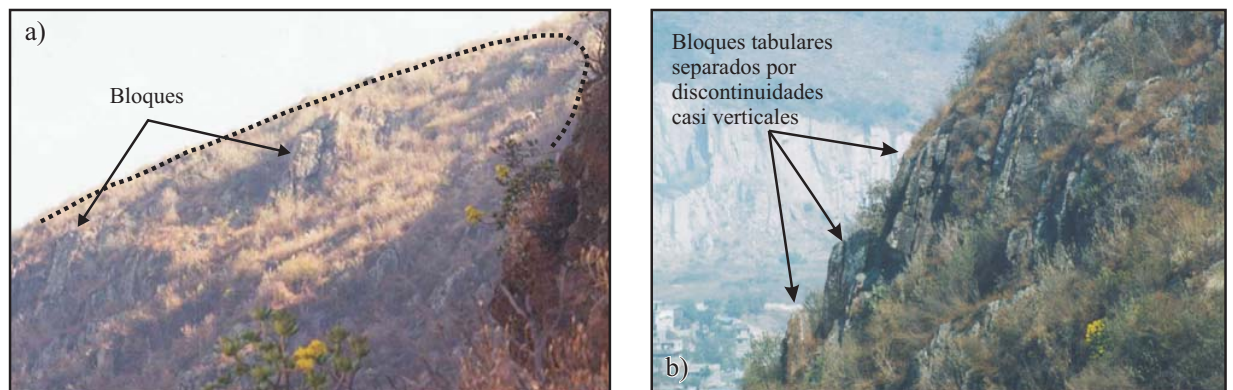 a)
Bloques
Bloques tabulares
separados por
discontinuidades
casi verticales
b)